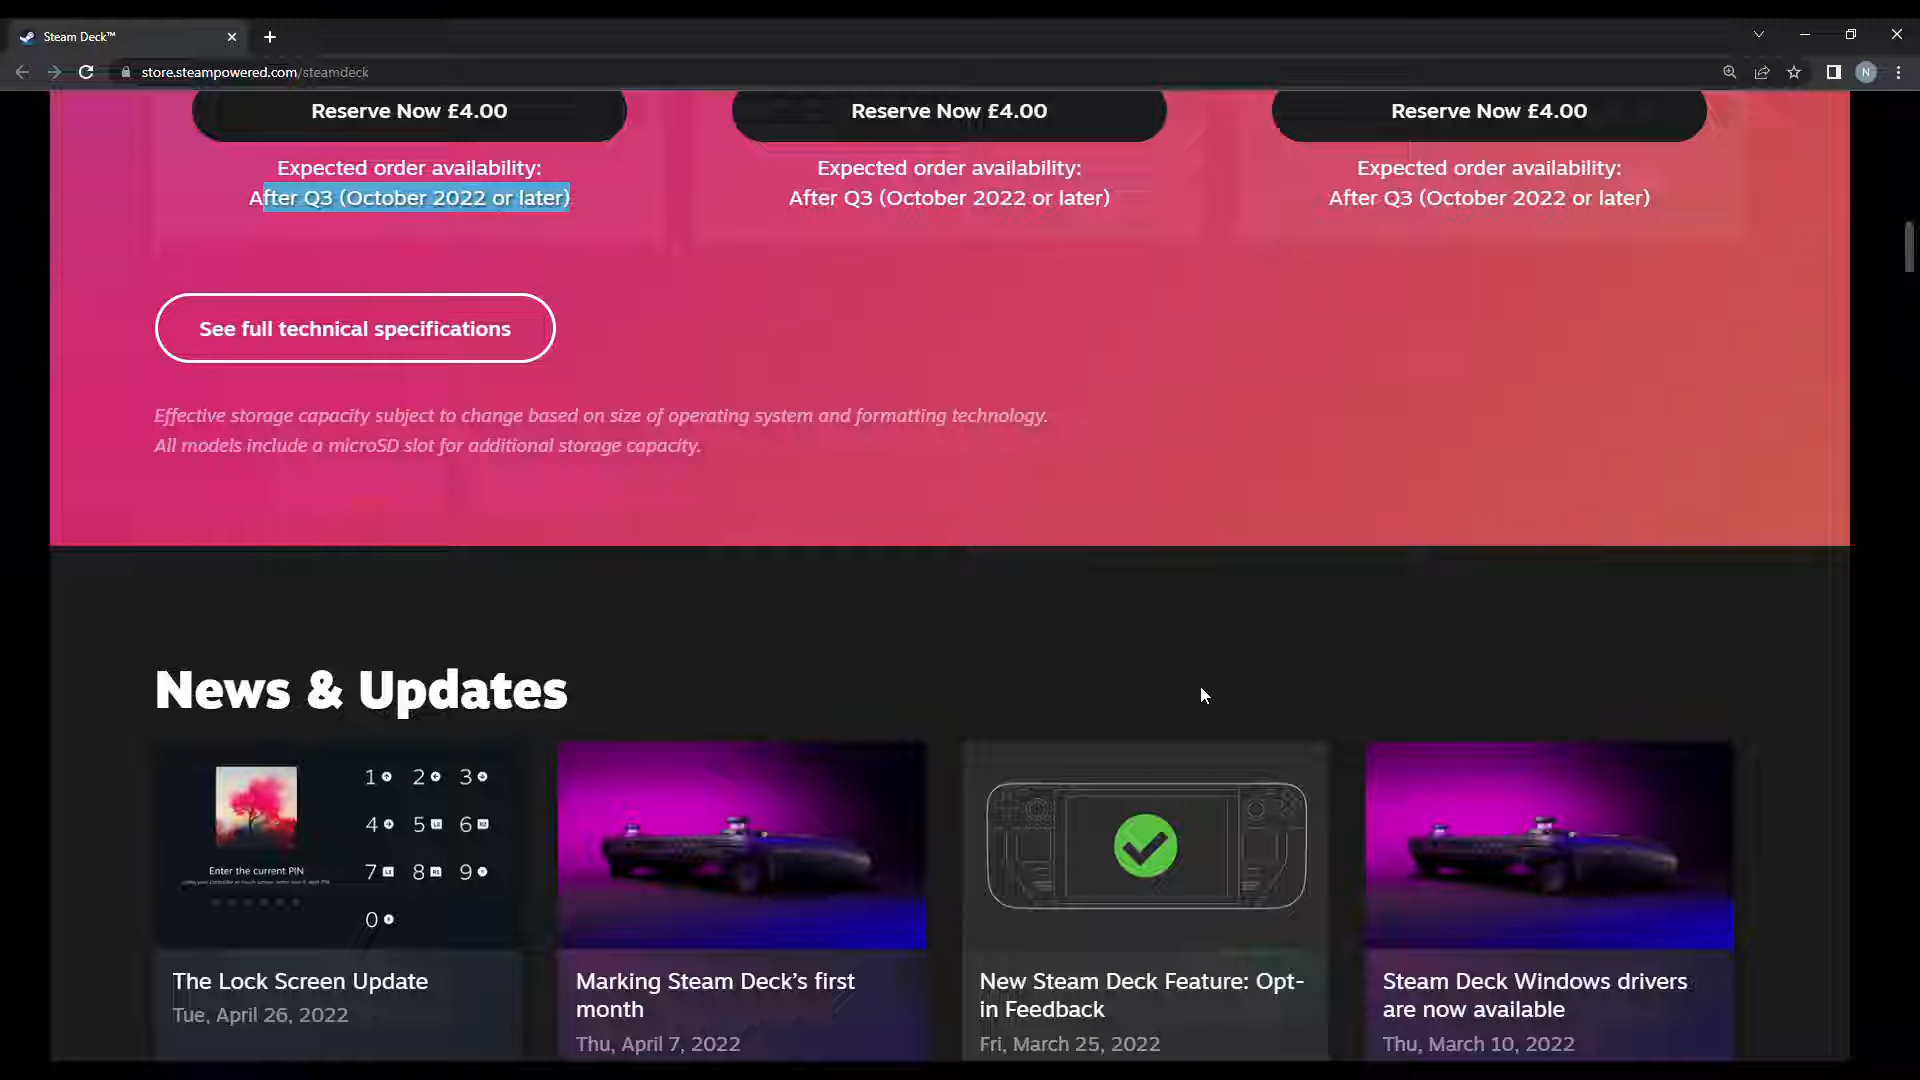 Steam Deck™
store.steampowered.com/steamdeck
N
Reserve Now £4.00
Expected order availability:
After Q3 (October 2022 or later)
Reserve Now £4.00
Expected order availability:
After Q3 (October 2022 or later)
Reserve Now £4.00
Expected order availability:
After Q3 (October 2022 or later)
See full technical specifications
Effective storage capacity subject to change based on size of operating system and formatting technology.
All models include a microSD slot for additional storage capacity.
News & Updates
1 2 3
4 5 6
7 8 9
0
Enter the current PIN
The Lock Screen Update
Tue, April 26, 2022
Marking Steam Deck’s first
month
Thu, April 7, 2022
New Steam Deck Feature: Opt-
in Feedback
Fri, March 25, 2022
Steam Deck Windows drivers
are now available
Thu, March 10, 2022